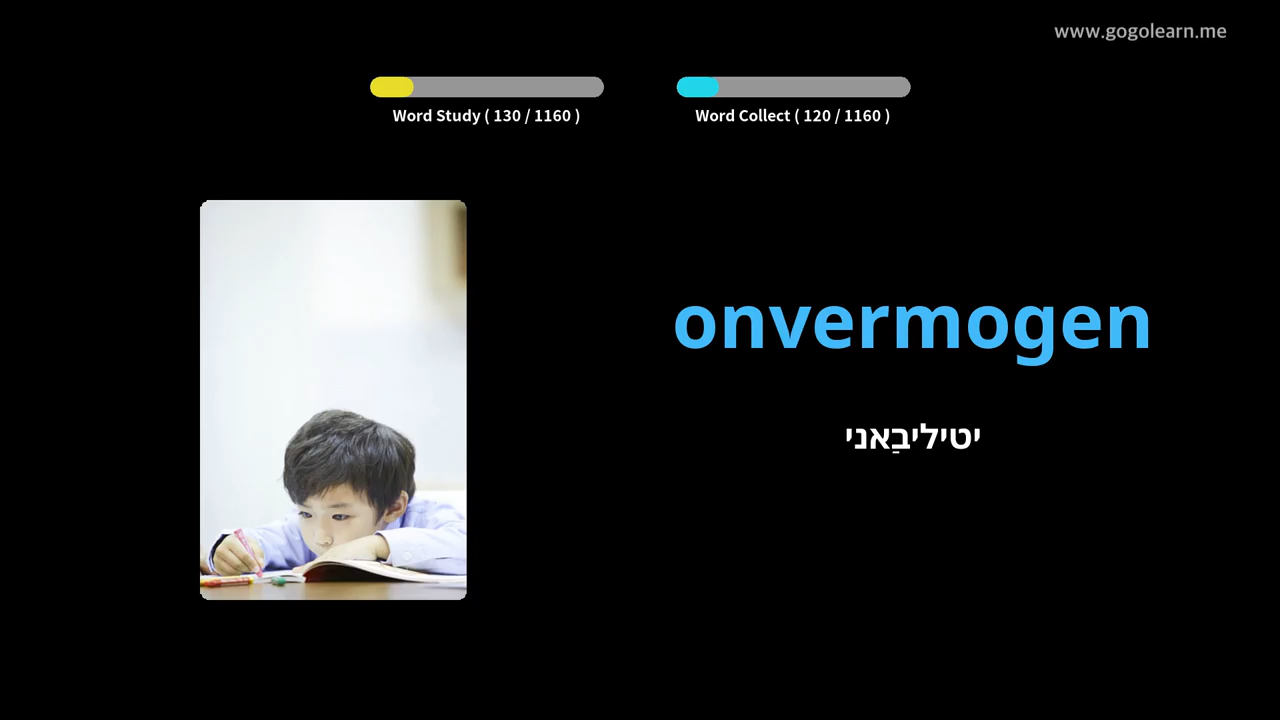 www.gogolearn.me
Word Study ( 130 / 1160 )
Word Collect ( 120 / 1160 )
onvermogen
יטיליבַאני